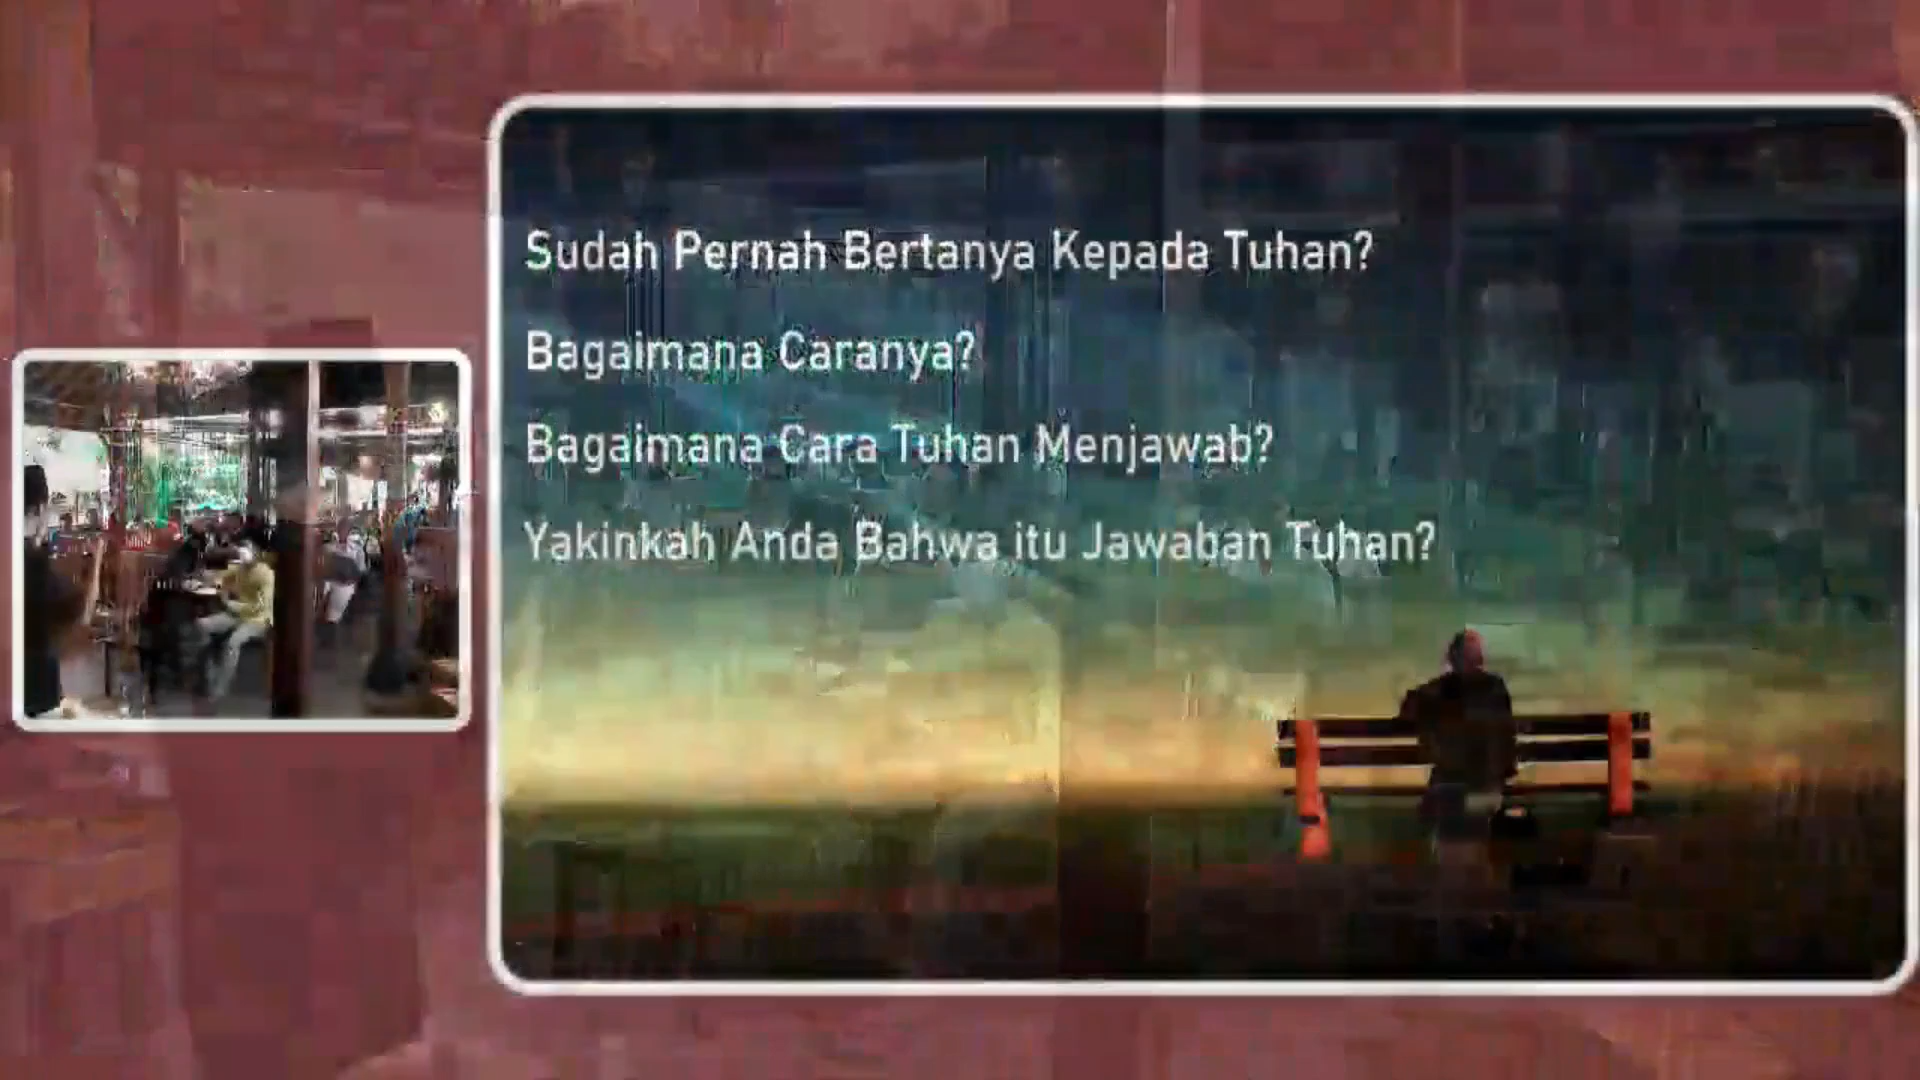 Sudah Pernah Bertanya Kepada Tuhan?
Bagaimana Caranya?
Bagaimana Cara Tuhan Menjawab?
Yakinkah Anda Bahwa itu Jawaban Tuhan?